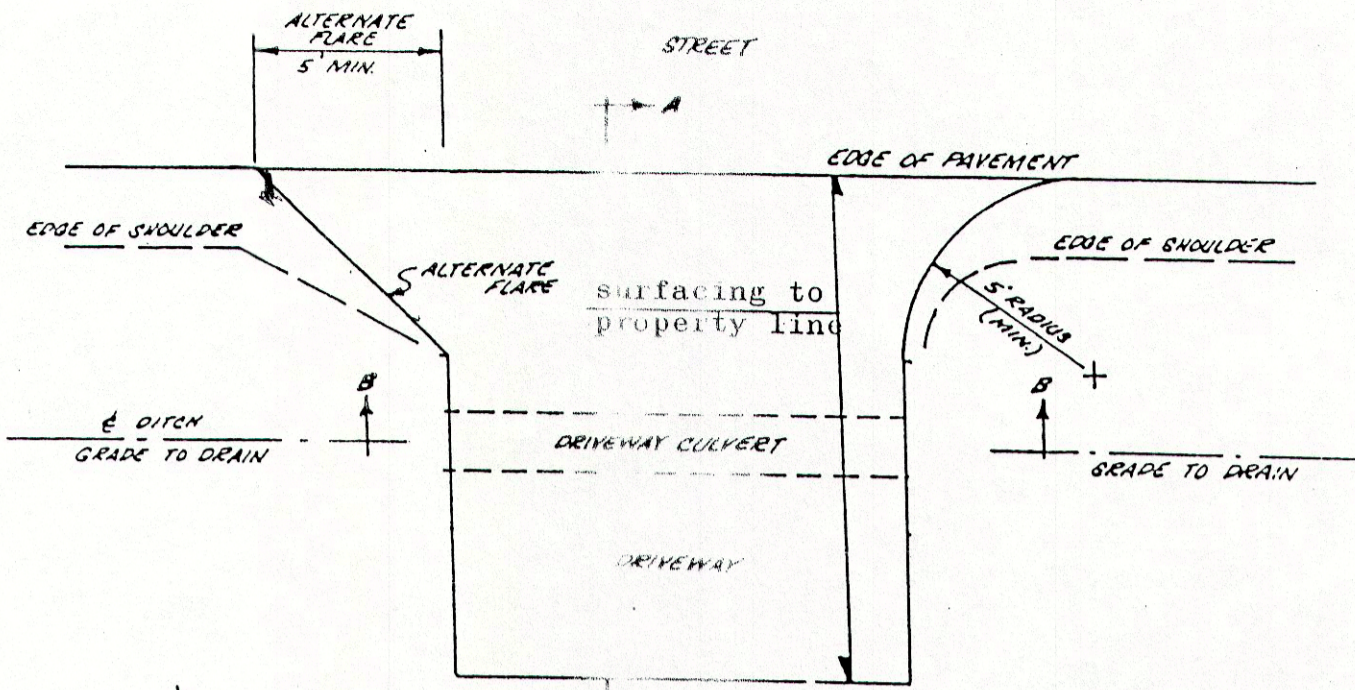 ALTERNATE
FLARE
5' MIN.
STREET
A
EDGE OF PAVEMENT
EDGE OF SHOULDER
EDGE OF SHOULDER
ALTERNATE
FLARE
surfacing to
property line
5' RADIUS
(MIN.)
B
B
℄ DITCH
GRADE TO DRAIN
DRIVEWAY CULVERT
GRADE TO DRAIN
DRIVEWAY